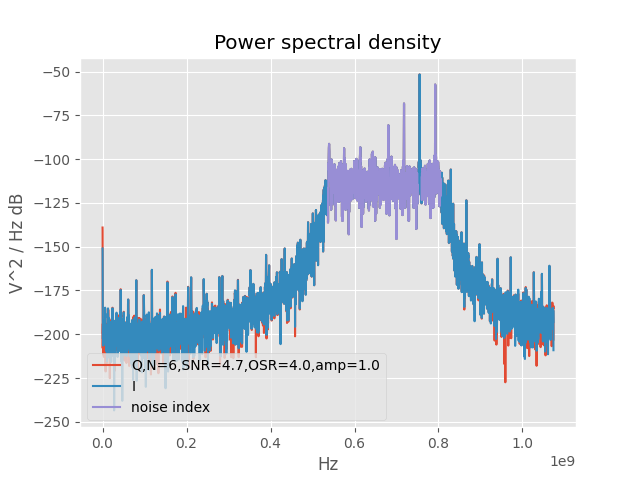 Power spectral density
V^2 / Hz dB
−50
−75
−100
−125
−150
−175
−200
−225
−250
Q,N=6,SNR=4.7,OSR=4.0,amp=1.0
I
noise index
0.0 0.2 0.4 0.6 0.8 1.0
1e9
Hz